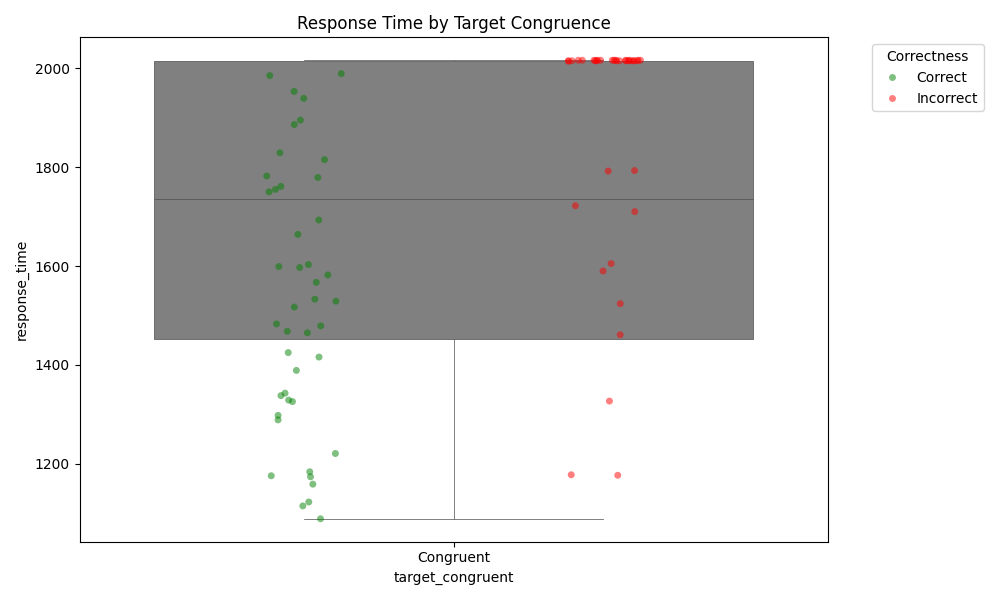 Response Time by Target Congruence
Correctness
Correct
Incorrect
response_time
2000
1800
1600
1400
1200
Congruent
target_congruent